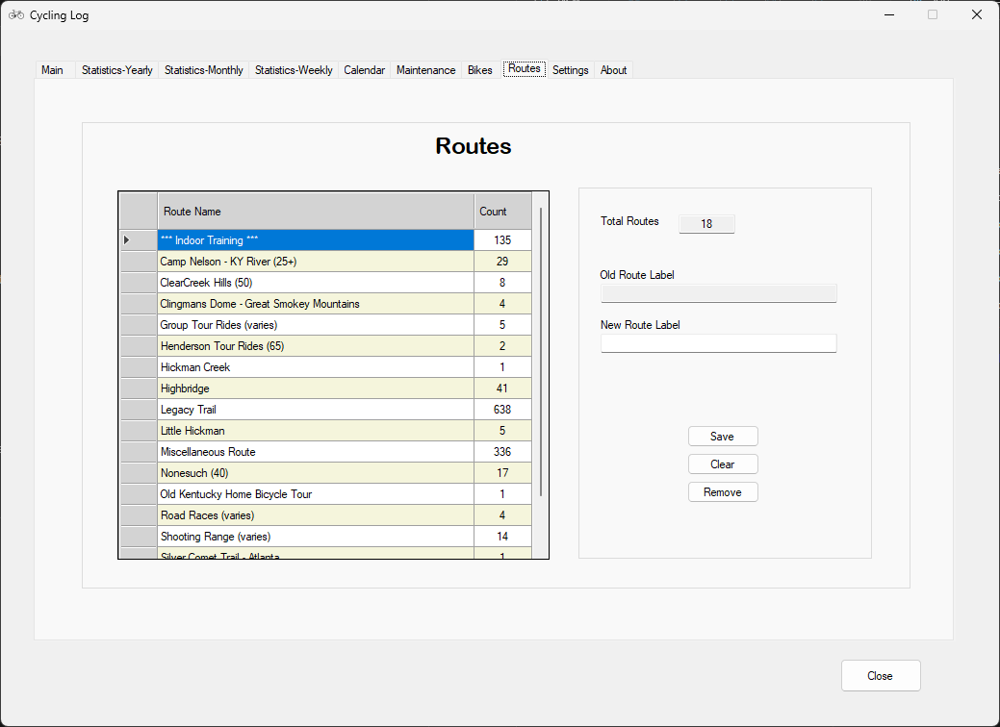 Cycling Log
Main Statistics-Yearly Statistics-Monthly Statistics-Weekly Calendar Maintenance Bikes Routes Settings About
Routes
Route Name Count
*** Indoor Training *** 135
Camp Nelson - KY River (25+) 29
ClearCreek Hills (50) 8
Clingmans Dome - Great Smokey Mountains 4
Group Tour Rides (varies) 5
Henderson Tour Rides (65) 2
Hickman Creek 1
Highbridge 41
Legacy Trail 638
Little Hickman 5
Miscellaneous Route 336
Nonesuch (40) 17
Old Kentucky Home Bicycle Tour 1
Road Races (varies) 4
Shooting Range (varies) 14
Silver Comet Trail - Atlanta 1
Total Routes 18
Old Route Label
New Route Label
Save
Clear
Remove
Close